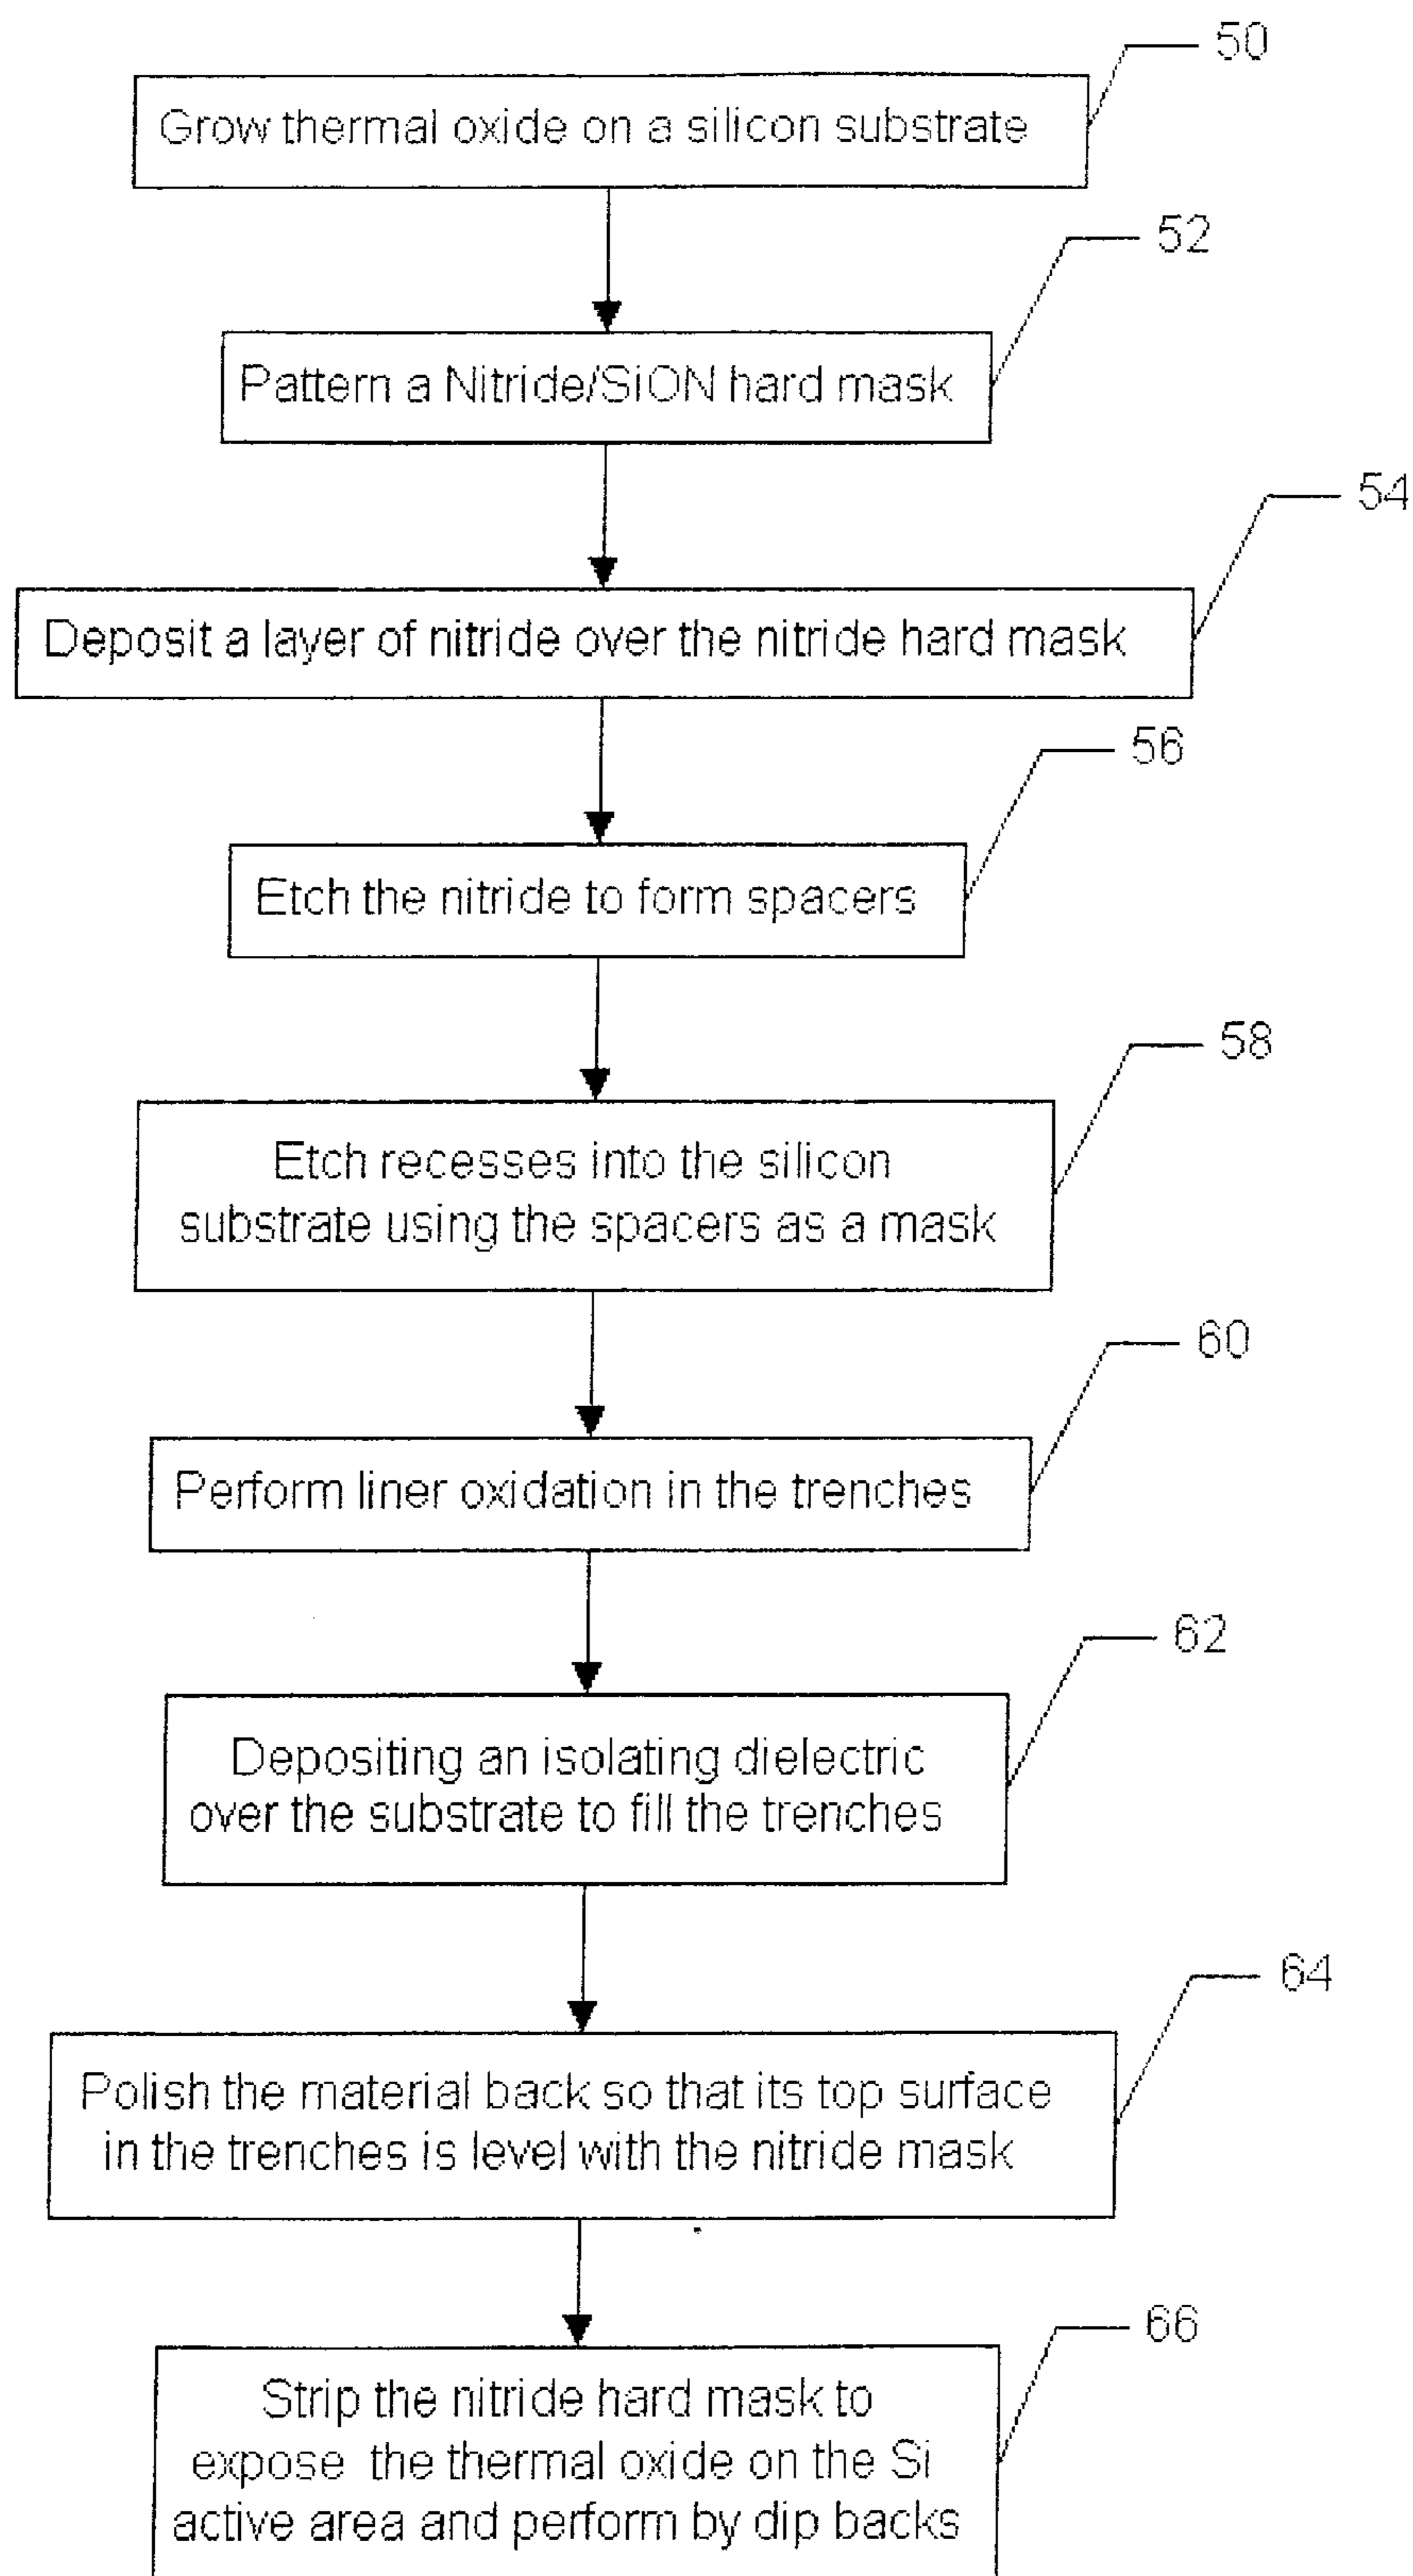 50
Grow thermal oxide on a silicon substrate
52
Pattern a Nitride/SiON hard mask
54
Deposit a layer of nitride over the nitride hard mask
56
Etch the nitride to form spacers
58
Etch recesses into the silicon
substrate using the spacers as a mask
60
Perform liner oxidation in the trenches
62
Depositing an isolating dielectric
over the substrate to fill the trenches
64
Polish the material back so that its top surface
in the trenches is level with the nitride mask
66
Strip the nitride hard mask to
expose the thermal oxide on the Si
active area and perform by dip backs